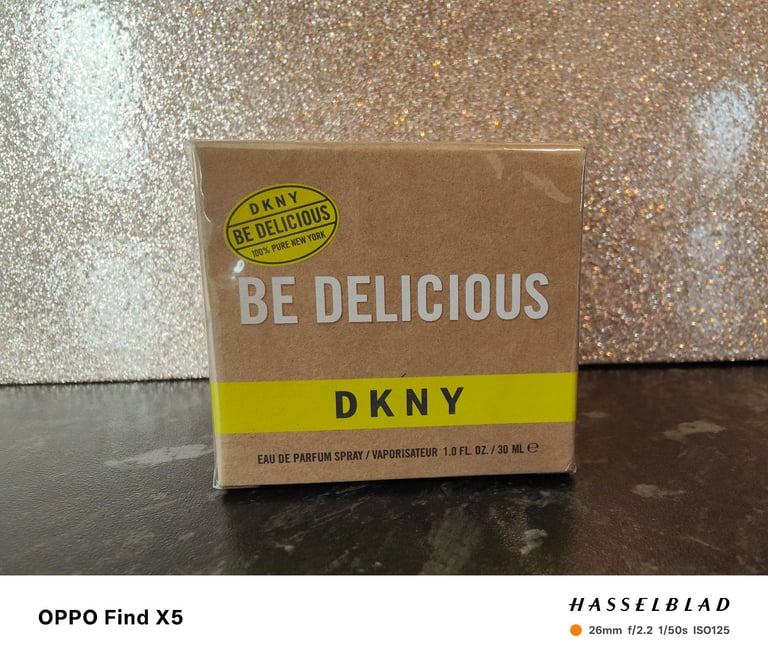 DKNY
BE DELICIOUS
100% PURE NEW YORK
BE DELICIOUS
DKNY
EAU DE PARFUM SPRAY / VAPORISATEUR 1.0 FL. OZ. / 30 ML ℮
OPPO Find X5
HASSELBLAD
26mm f/2.2 1/50s ISO125